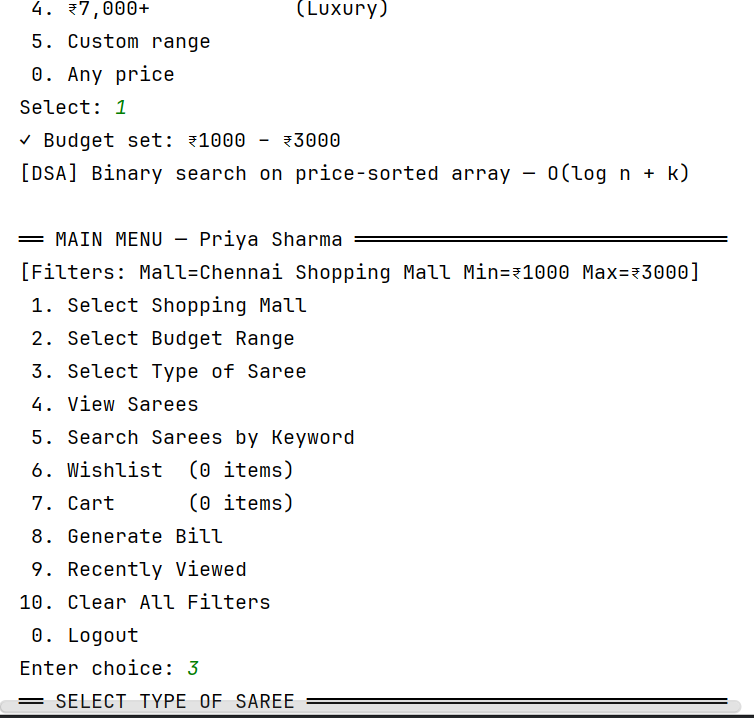 4. ₹7,000+            (Luxury)
 5. Custom range
 0. Any price
Select: 1
✓ Budget set: ₹1000 – ₹3000
[DSA] Binary search on price-sorted array — O(log n + k)
══ MAIN MENU — Priya Sharma ═══════════════════════════════
[Filters: Mall=Chennai Shopping Mall Min=₹1000 Max=₹3000]
 1. Select Shopping Mall
 2. Select Budget Range
 3. Select Type of Saree
 4. View Sarees
 5. Search Sarees by Keyword
 6. Wishlist  (0 items)
 7. Cart      (0 items)
 8. Generate Bill
 9. Recently Viewed
10. Clear All Filters
 0. Logout
Enter choice: 3
══ SELECT TYPE OF SAREE ═══════════════════════════════════